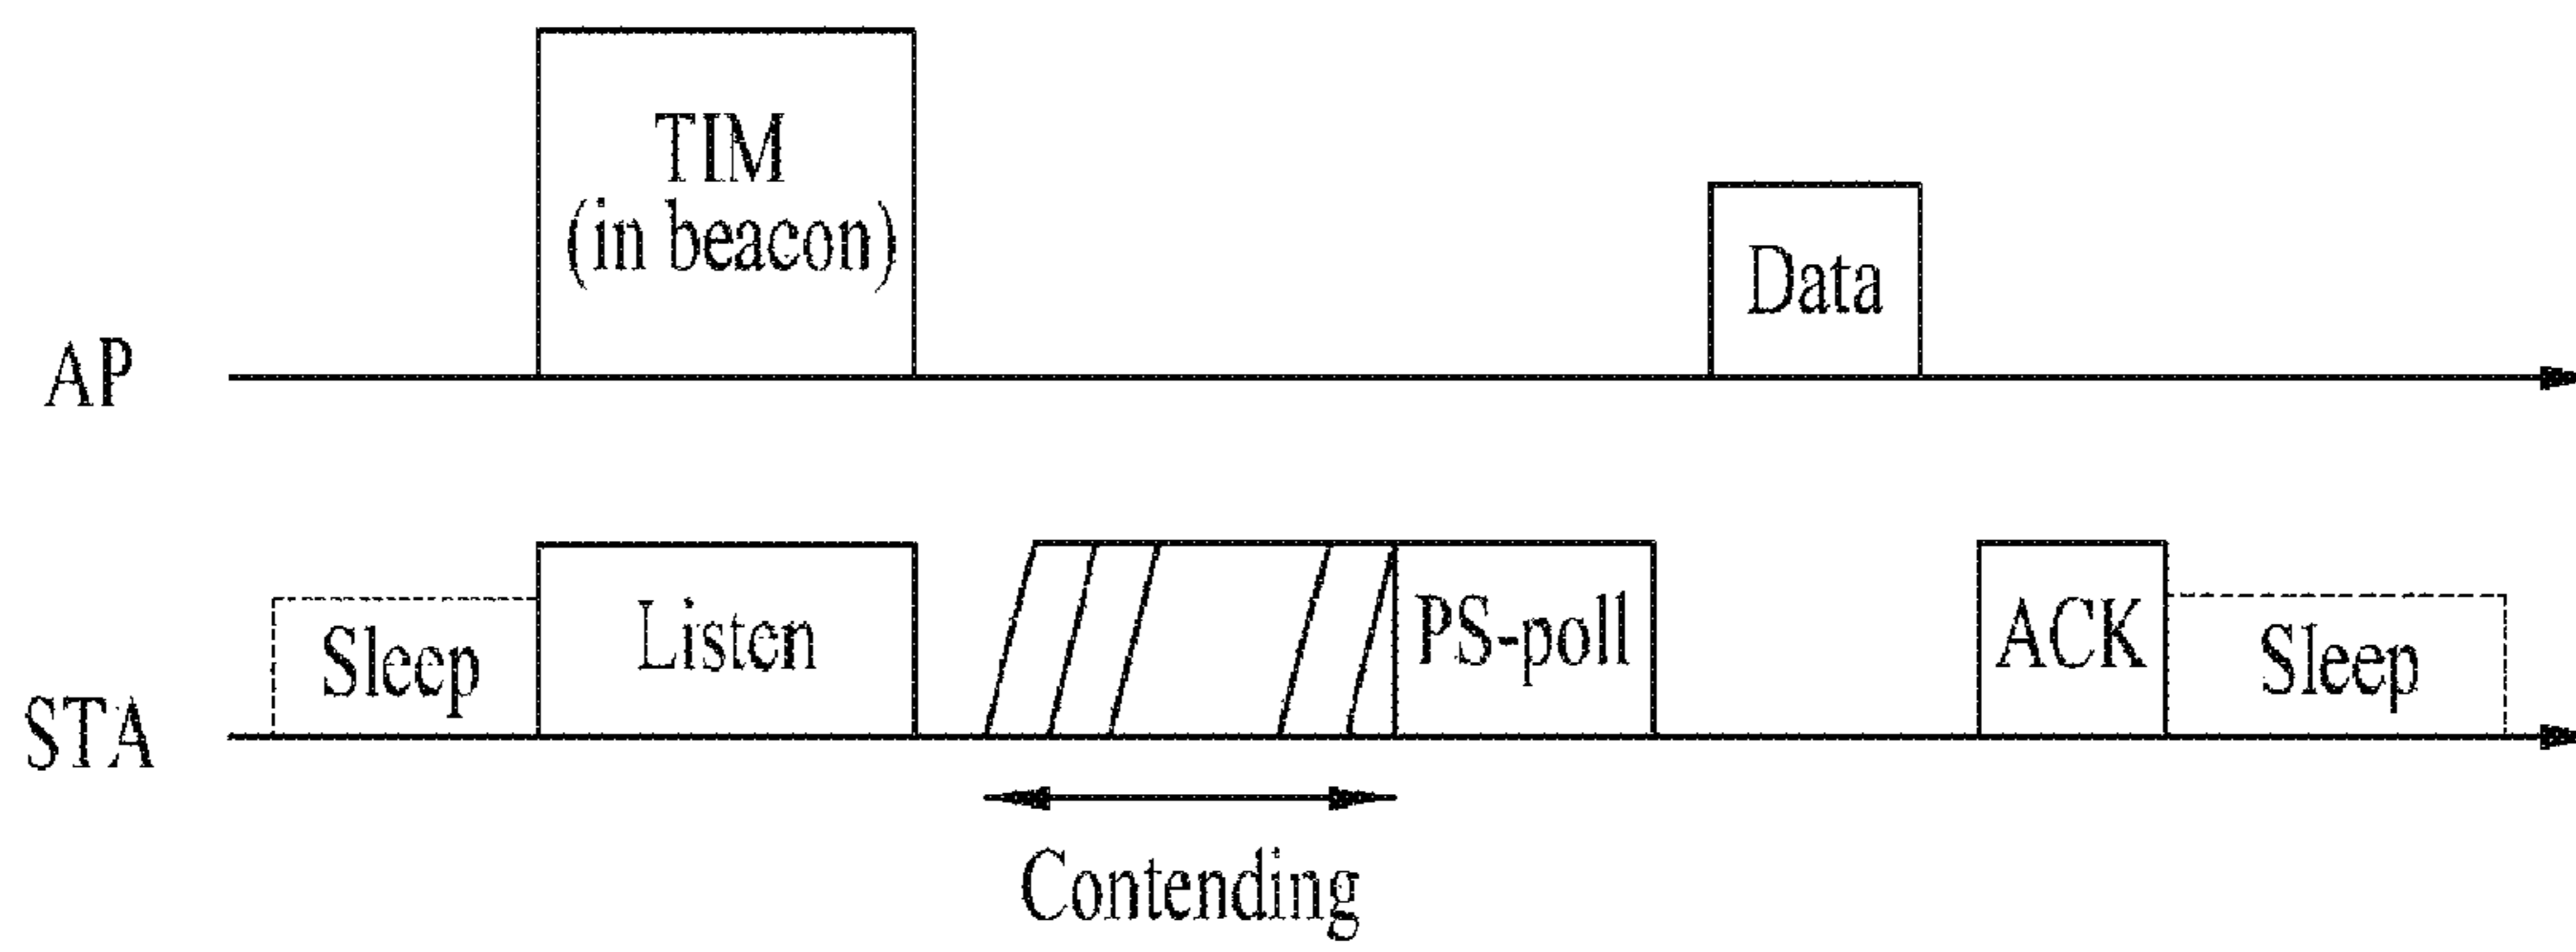 TIM
(in beacon)
Data
AP
Sleep
Listen
PS-poll
ACK
Sleep
STA
Contending